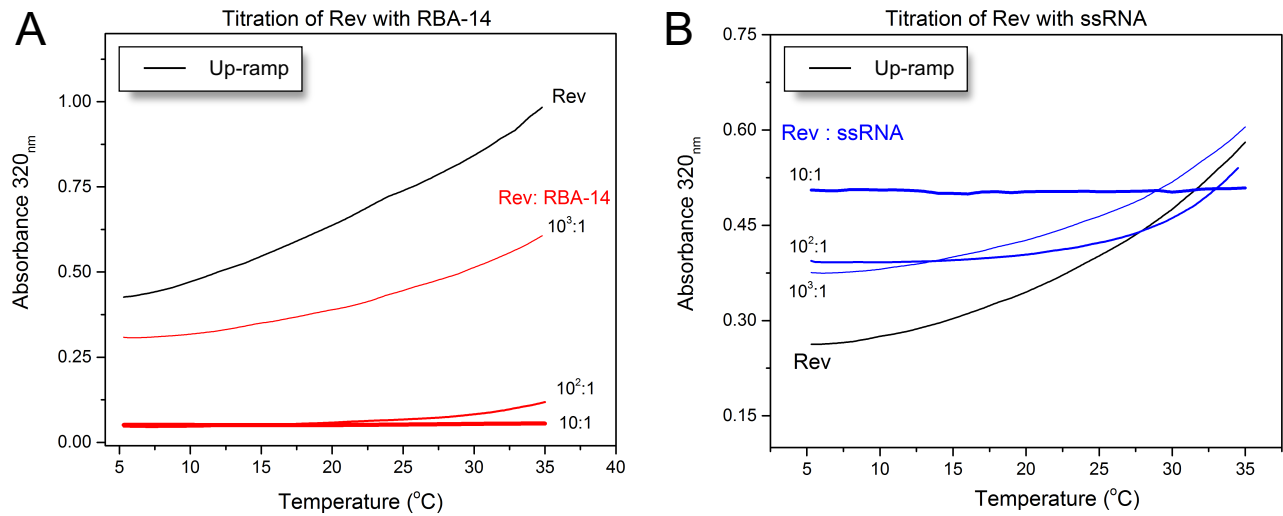 A
Titration of Rev with RBA-14
Up-ramp
Rev
Rev: RBA-14
10³:1
10²:1
10:1
1.00
0.75
0.50
0.25
0.00
Absorbance 320nm
5 10 15 20 25 30 35 40
Temperature (°C)
B
Titration of Rev with ssRNA
Up-ramp
Rev : ssRNA
10:1
10²:1
10³:1
Rev
0.75
0.60
0.45
0.30
0.15
Absorbance 320nm
5 10 15 20 25 30 35
Temperature (°C)